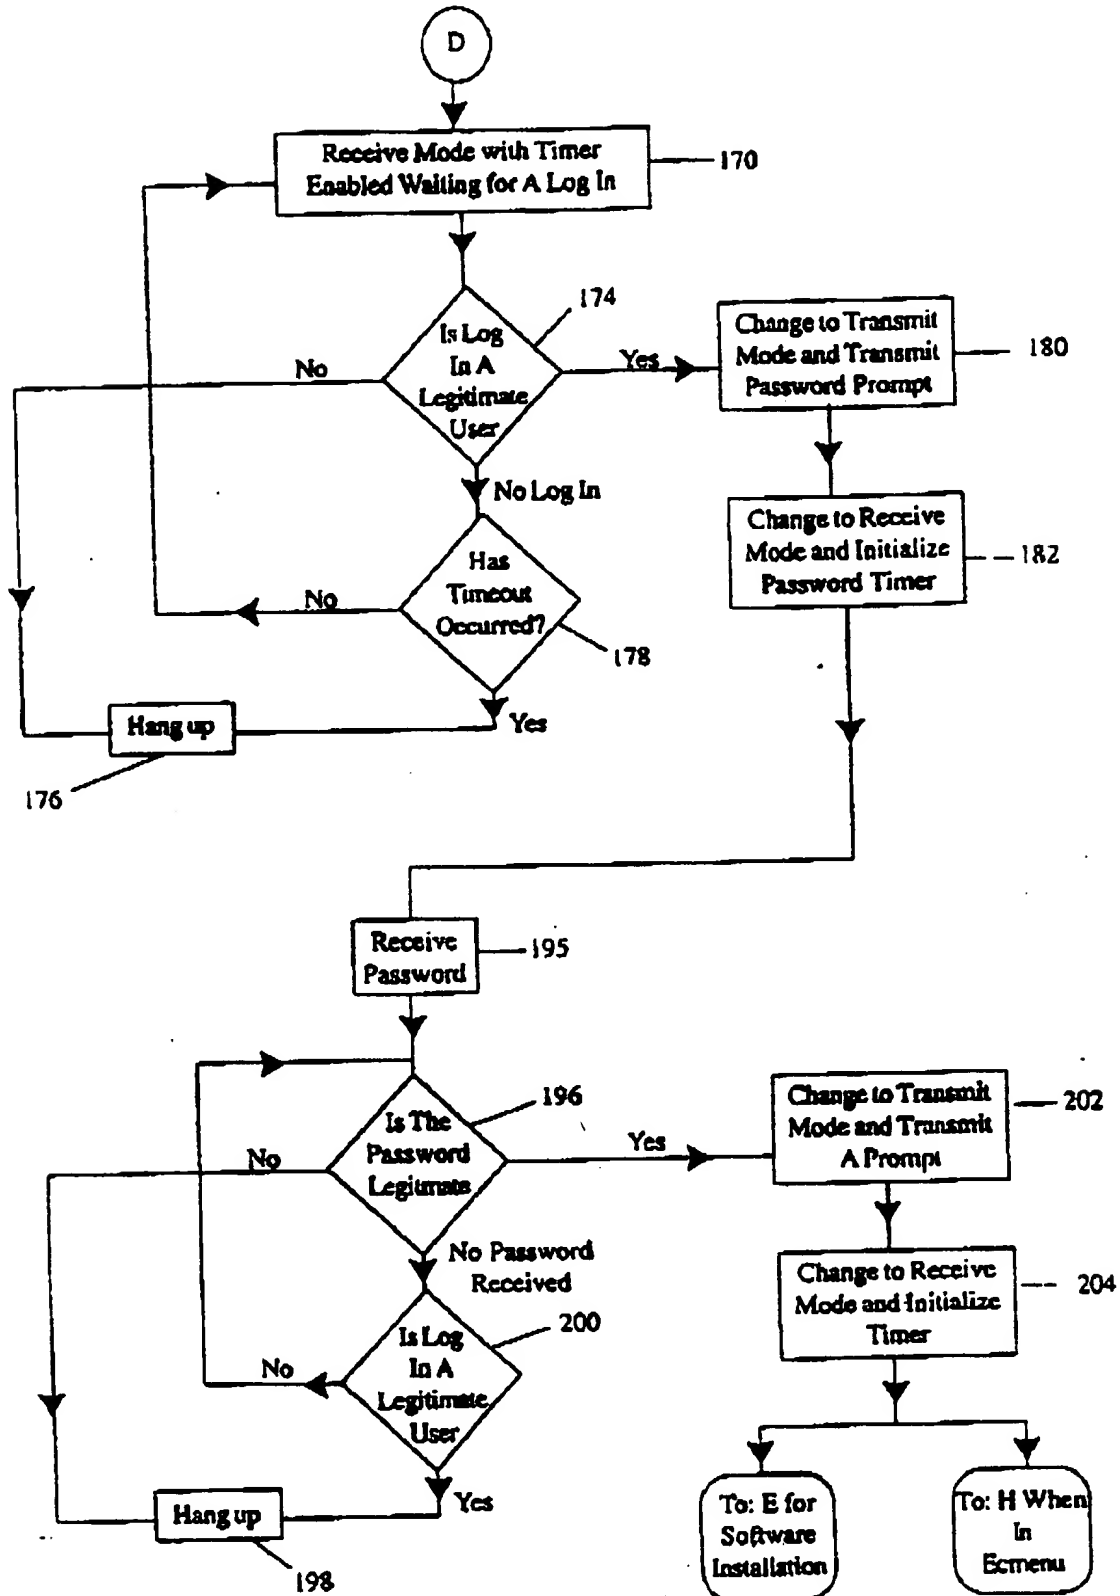 D
Receive Mode with Timer
Enabled Waiting for A Log In
170
Is Log
In A
Legitimate
User
174
No
Yes
Change to Transmit
Mode and Transmit
Password Prompt
180
No Log In
Change to Receive
Mode and Initialize
Password Timer
182
Has
Timeout
Occurred?
178
No
Yes
Hang up
176
Receive
Password
195
Is The
Password
Legitmate
196
No
Yes
Change to Transmit
Mode and Transmit
A Prompt
202
No Password
Received
Change to Receive
Mode and Initialize
Timer
204
Is Log
In A
Legitimate
User
200
No
Yes
Hang up
198
To: E for
Software
Installation
To: H When
In
Ecmenu